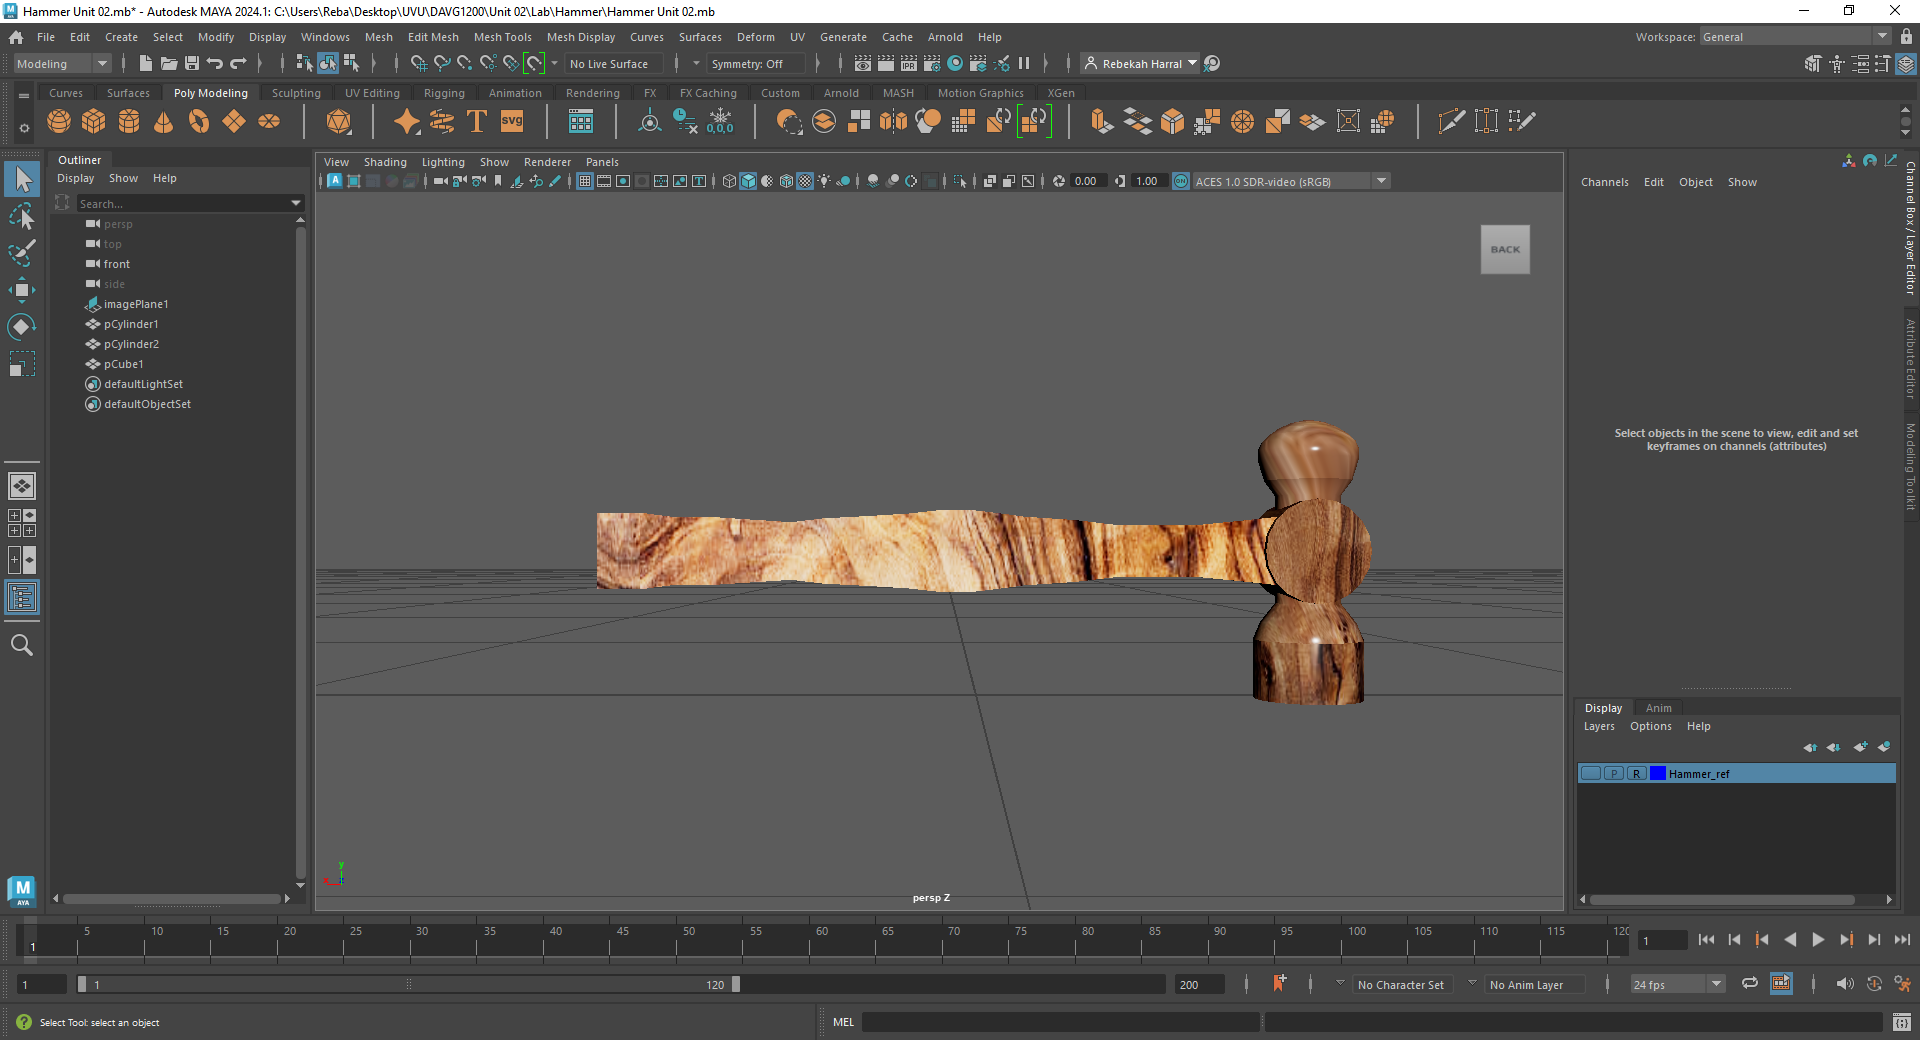 Hammer Unit 02.mb* - Autodesk MAYA 2024.1: C:\Users\Reba\Desktop\UVU\DAVG1200\Unit 02\Lab\Hammer\Hammer Unit 02.mb
File Edit Create Select Modify Display Windows Mesh Edit Mesh Mesh Tools Mesh Display Curves Surfaces Deform UV Generate Cache Arnold Help
Workspace: General
Modeling
No Live Surface
Symmetry: Off
IPR
Rebekah Harral
Curves Surfaces Poly Modeling Sculpting UV Editing Rigging Animation Rendering FX FX Caching Custom Arnold MASH Motion Graphics XGen
T
SVG
0,0,0
Outliner
Display Show Help
Search...
persp
top
front
side
imagePlane1
pCylinder1
pCylinder2
pCube1
defaultLightSet
defaultObjectSet
View Shading Lighting Show Renderer Panels
0.00
1.00
ON
ACES 1.0 SDR-video (sRGB)
BACK
y
x
z
persp Z
Channels Edit Object Show
Select objects in the scene to view, edit and set
keyframes on channels (attributes)
Channel Box / Layer Editor
Attribute Editor
Modeling Toolkit
Display Anim
Layers Options Help
P R Hammer_ref
M
AYA
5 10 15 20 25 30 35 40 45 50 55 60 65 70 75 80 85 90 95 100 105 110 115 120
1
1
1
1 120
200
No Character Set
No Anim Layer
24 fps
Select Tool: select an object
MEL